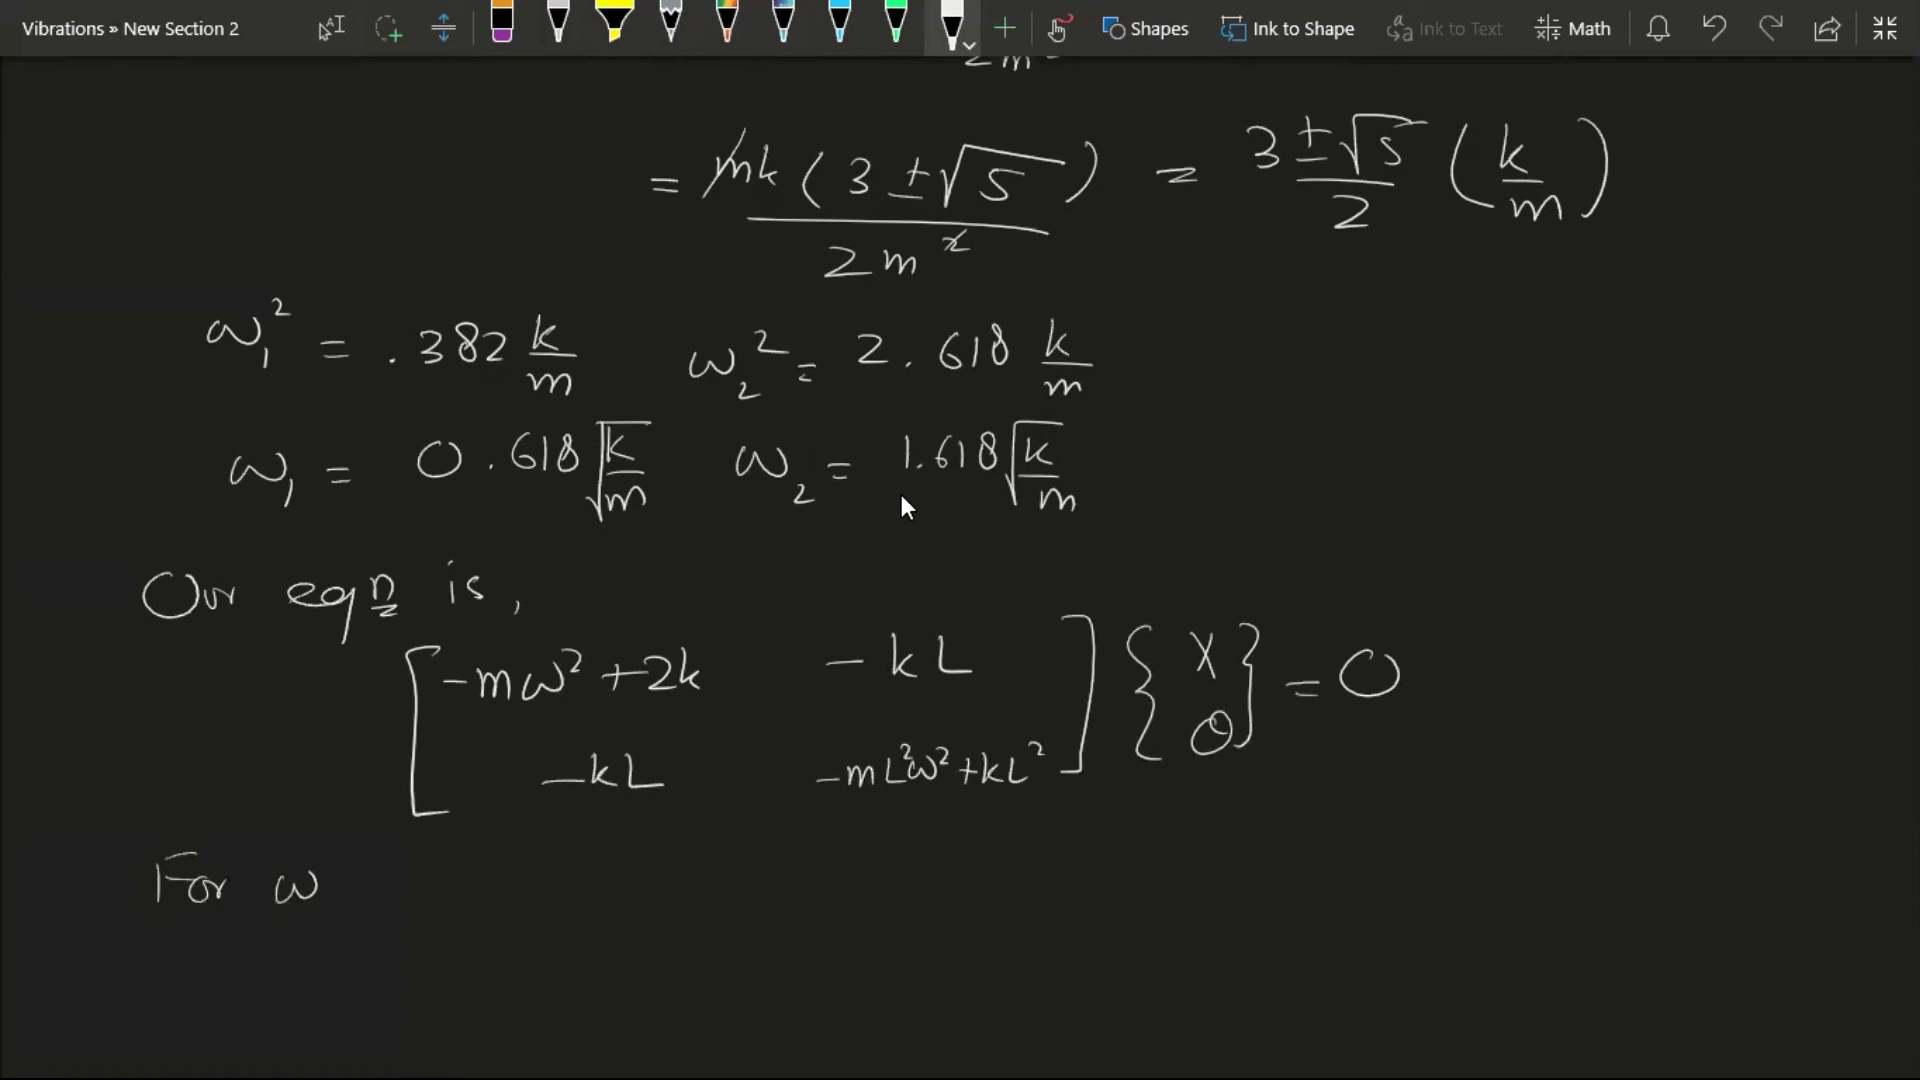 Vibrations » New Section 2 Shapes Ink to Shape Ink to Text Math
= mk ( 3 ± √5 ) / 2m² = 3 ± √5 / 2 ( k / m )
ω₁² = .382 k/m ω₂² = 2.618 k/m
ω₁ = 0.618 √k/m ω₂ = 1.618 √k/m
Our eqn is,
[ -mω² + 2k - kL ] { X } = 0
[ -kL -mL²ω² + kL² ] { Θ }
For ω